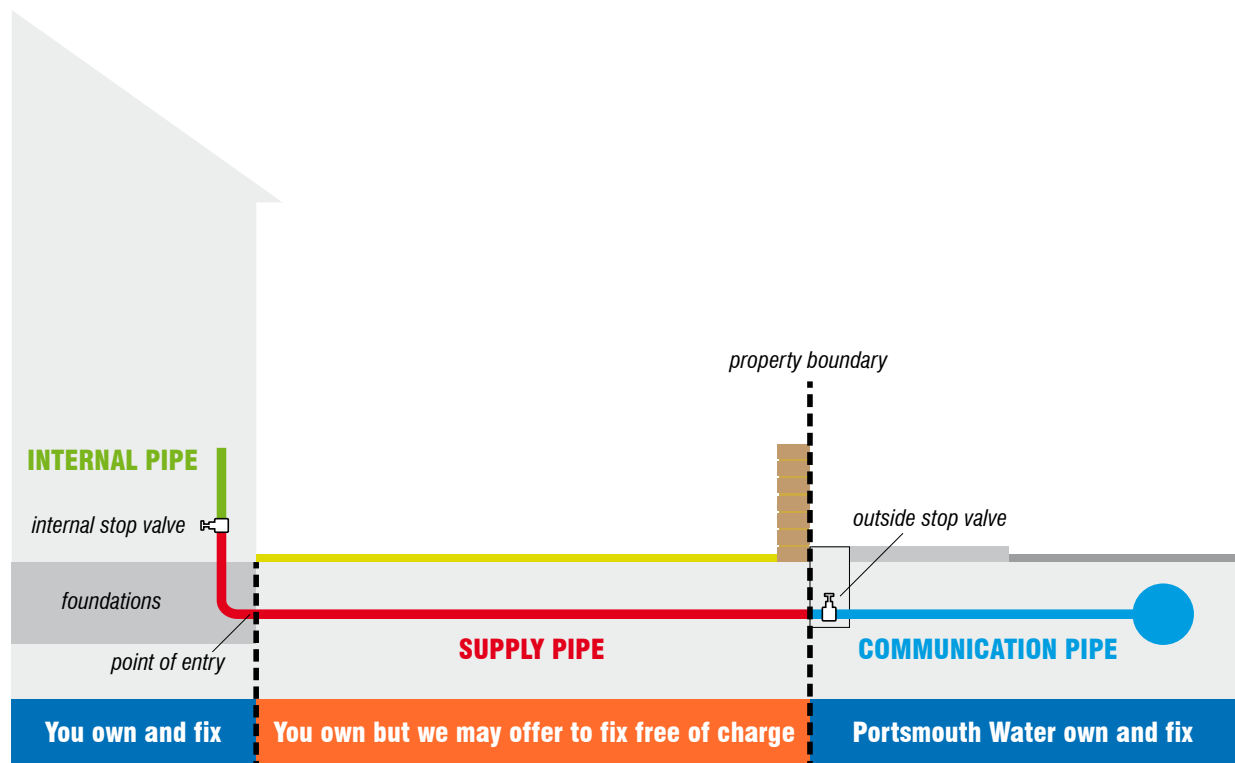 property boundary
INTERNAL PIPE
internal stop valve
outside stop valve
foundations
point of entry
SUPPLY PIPE
COMMUNICATION PIPE
You own and fix
You own but we may offer to fix free of charge
Portsmouth Water own and fix